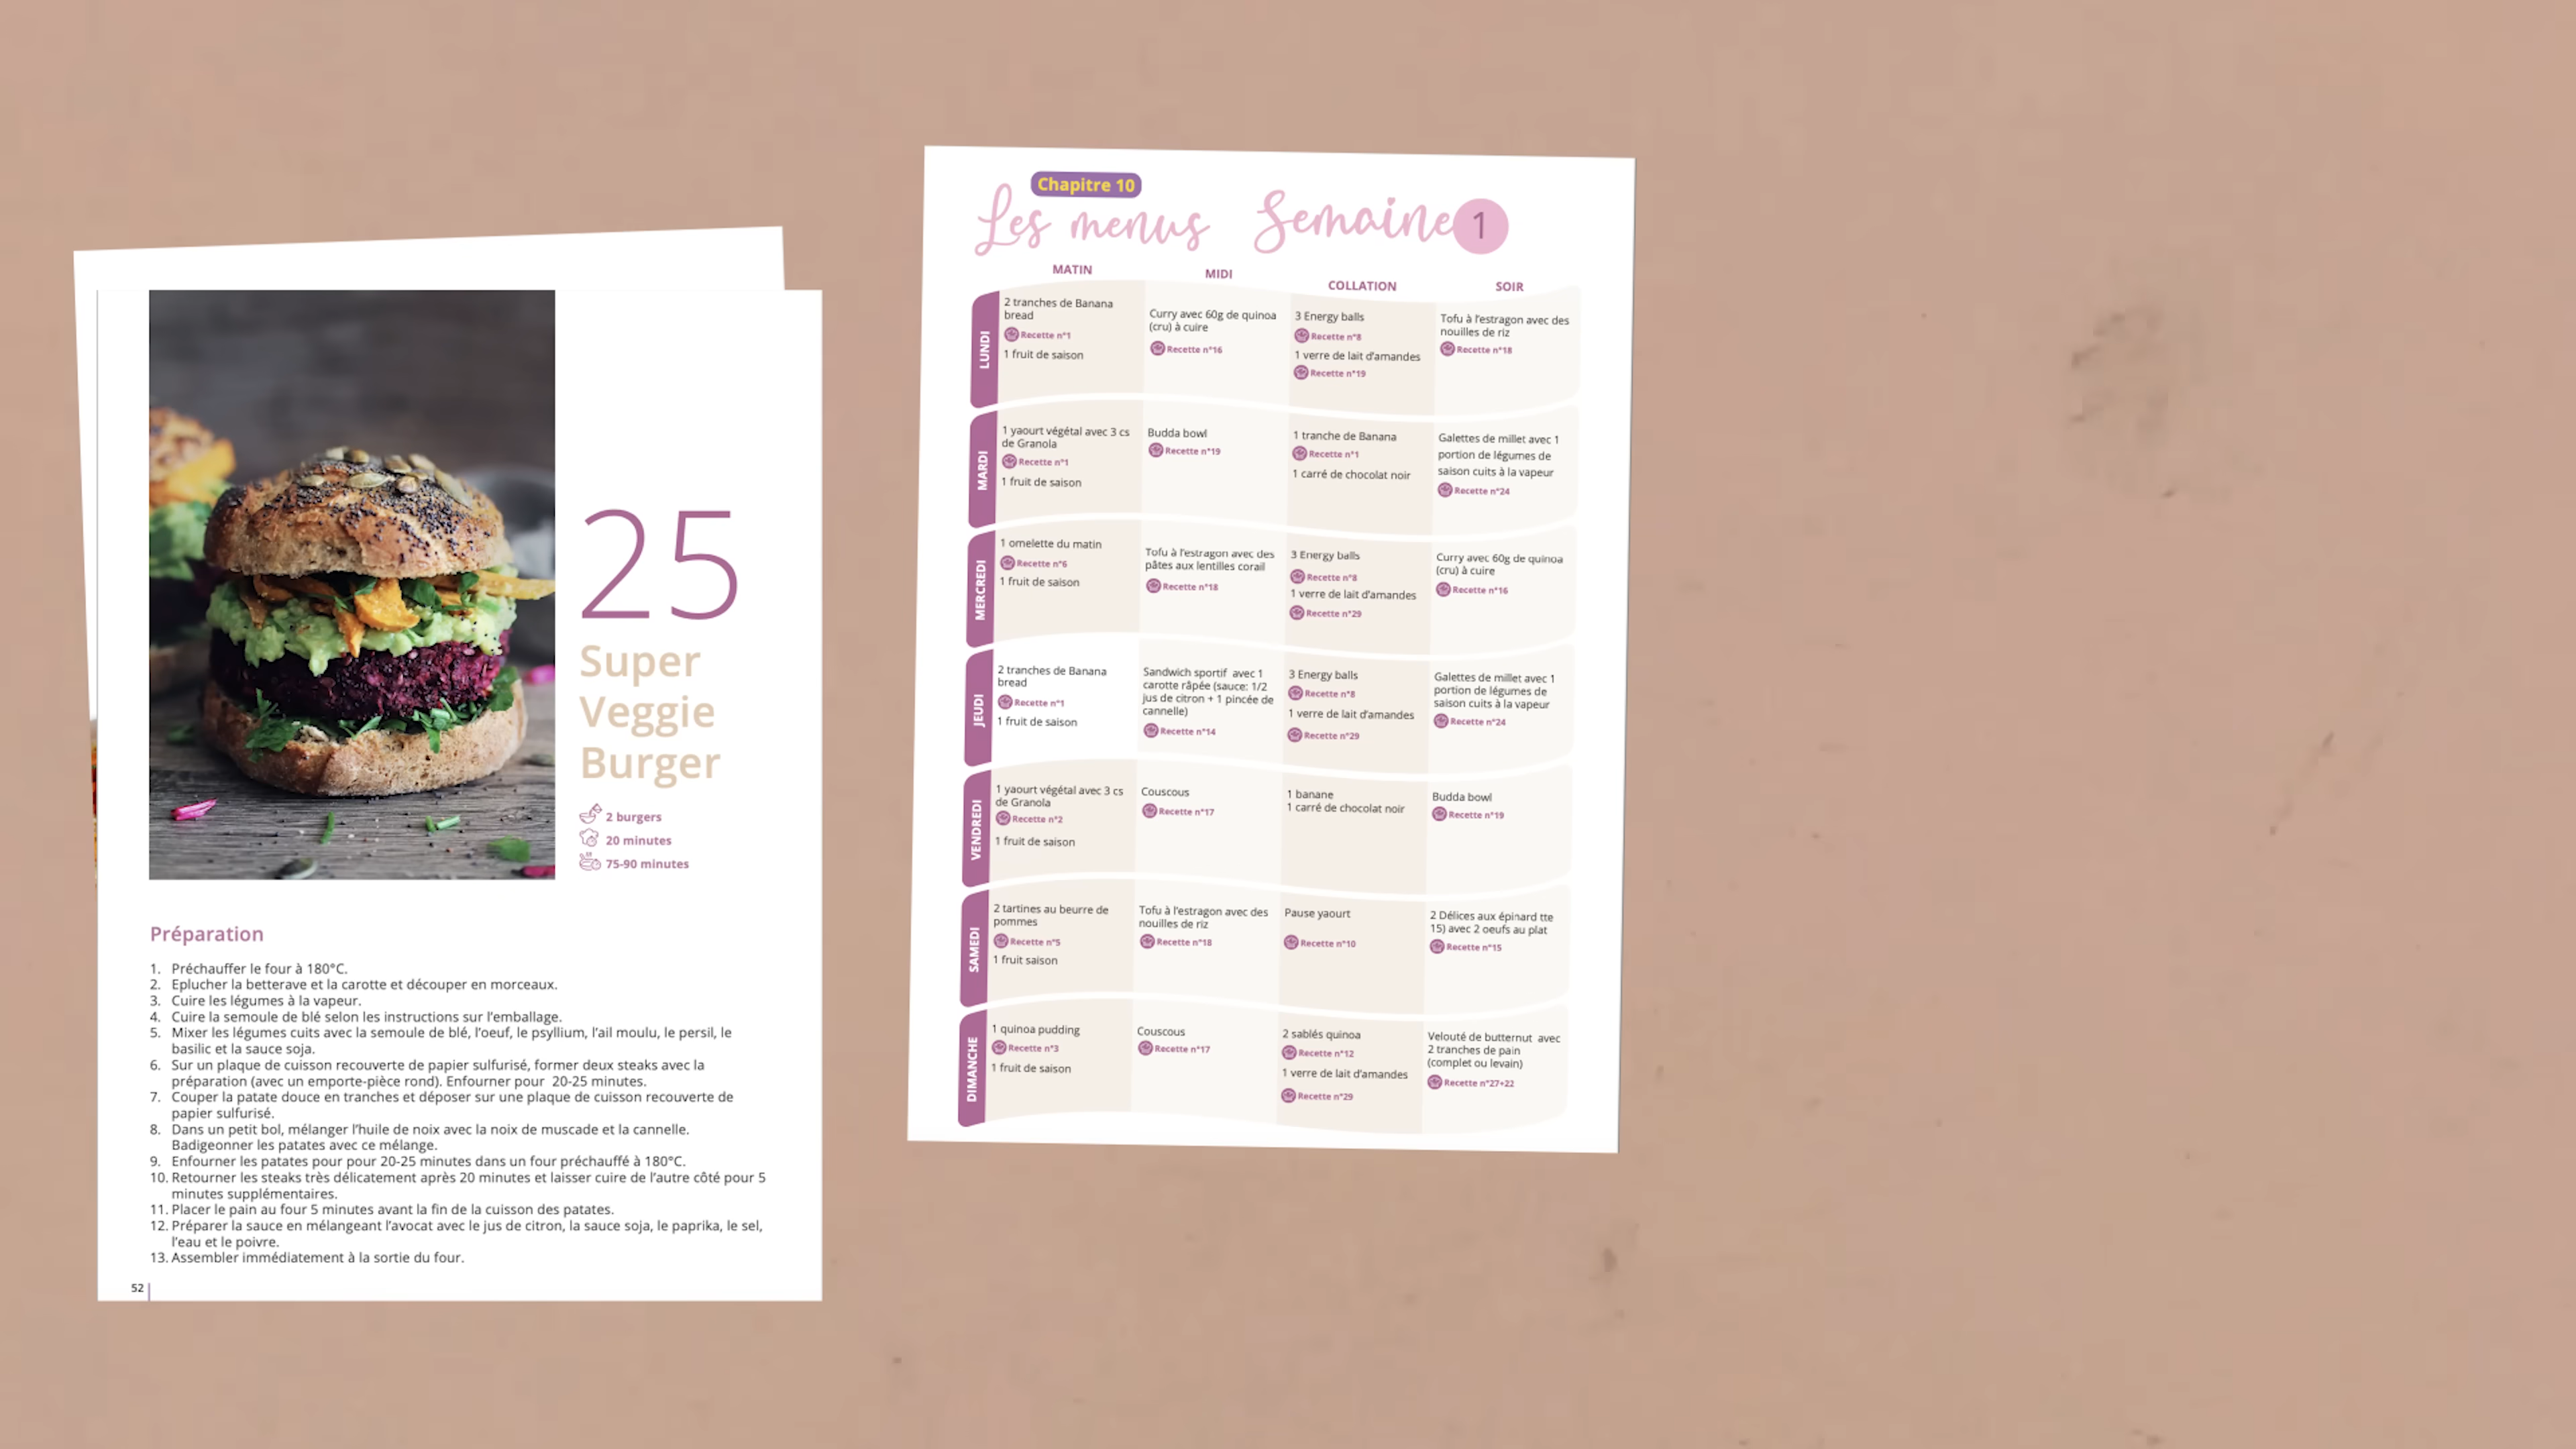 25
Super
Veggie
Burger
2 burgers
20 minutes
75-90 minutes
Préparation
1. Préchauffer le four à 180°C.
2. Eplucher la betterave et la carotte et découper en morceaux.
3. Cuire les légumes à la vapeur.
4. Cuire la semoule de blé selon les instructions sur l'emballage.
5. Mixer les légumes cuits avec la semoule de blé, l'oeuf, le psyllium, l'ail moulu, le persil, le
basilic et la sauce soja.
6. Sur un plaque de cuisson recouverte de papier sulfurisé, former deux steaks avec la
préparation (avec un emporte-pièce rond). Enfourner pour 20-25 minutes.
7. Couper la patate douce en tranches et déposer sur une plaque de cuisson recouverte de
papier sulfurisé.
8. Dans un petit bol, mélanger l'huile de noix avec la noix de muscade et la cannelle.
Badigeonner les patates avec ce mélange.
9. Enfourner les patates pour pour 20-25 minutes dans un four préchauffé à 180°C.
10. Retourner les steaks très délicatement après 20 minutes et laisser cuire de l'autre côté pour 5
minutes supplémentaires.
11. Placer le pain au four 5 minutes avant la fin de la cuisson des patates.
12. Préparer la sauce en mélangeant l'avocat avec le jus de citron, la sauce soja, le paprika, le sel,
l'eau et le poivre.
13. Assembler immédiatement à la sortie du four.
52
Chapitre 10
Les menus Semaine 1
MATIN
MIDI
COLLATION
SOIR
LUNDI
2 tranches de Banana
bread
Recette n°1
1 fruit de saison
Curry avec 60g de quinoa
(cru) à cuire
Recette n°16
3 Energy balls
Recette n°8
1 verre de lait d'amandes
Recette n°19
Tofu à l'estragon avec des
nouilles de riz
Recette n°18
MARDI
1 yaourt végétal avec 3 cs
de Granola
Recette n°1
1 fruit de saison
Budda bowl
Recette n°19
1 tranche de Banana
Recette n°1
1 carré de chocolat noir
Galettes de millet avec 1
portion de légumes de
saison cuits à la vapeur
Recette n°24
MERCREDI
1 omelette du matin
Recette n°6
1 fruit de saison
Tofu à l'estragon avec des
pâtes aux lentilles corail
Recette n°18
3 Energy balls
Recette n°8
1 verre de lait d'amandes
Recette n°29
Curry avec 60g de quinoa
(cru) à cuire
Recette n°16
JEUDI
2 tranches de Banana
bread
Recette n°1
1 fruit de saison
Sandwich sportif avec 1
carotte râpée (sauce: 1/2
jus de citron + 1 pincée de
cannelle)
Recette n°14
3 Energy balls
Recette n°8
1 verre de lait d'amandes
Recette n°29
Galettes de millet avec 1
portion de légumes de
saison cuits à la vapeur
Recette n°24
VENDREDI
1 yaourt végétal avec 3 cs
de Granola
Recette n°2
1 fruit de saison
Couscous
Recette n°17
1 banane
1 carré de chocolat noir
Budda bowl
Recette n°19
SAMEDI
2 tartines au beurre de
pommes
Recette n°5
1 fruit saison
Tofu à l'estragon avec des
nouilles de riz
Recette n°18
Pause yaourt
Recette n°10
2 Délices aux épinard tte
15) avec 2 oeufs au plat
Recette n°15
DIMANCHE
1 quinoa pudding
Recette n°3
1 fruit de saison
Couscous
Recette n°17
2 sablés quinoa
Recette n°12
1 verre de lait d'amandes
Recette n°29
Velouté de butternut avec
2 tranches de pain
(complet ou levain)
Recette n°27+22